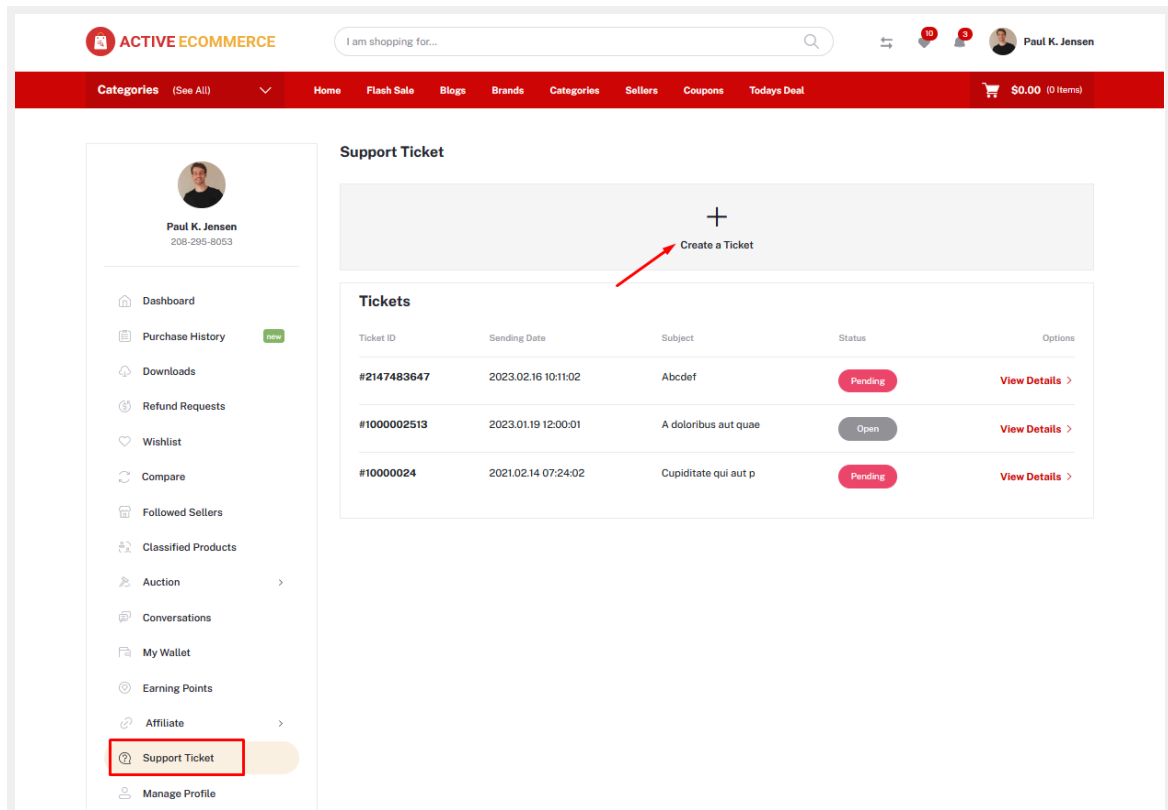 ACTIVE ECOMMERCE
I am shopping for...
10
3
Paul K. Jensen
Categories (See All)
Home Flash Sale Blogs Brands Categories Sellers Coupons Todays Deal
$0.00 (0 Items)
Paul K. Jensen
208-295-8053
Dashboard
Purchase History new
Downloads
Refund Requests
Wishlist
Compare
Followed Sellers
Classified Products
Auction
Conversations
My Wallet
Earning Points
Affiliate
Support Ticket
Manage Profile
Support Ticket
Create a Ticket
Tickets
Ticket ID Sending Date Subject Status Options
#2147483647 2023.02.16 10:11:02 Abcdef Pending View Details
#1000002513 2023.01.19 12:00:01 A doloribus aut quae Open View Details
#10000024 2021.02.14 07:24:02 Cupiditate qui aut p Pending View Details